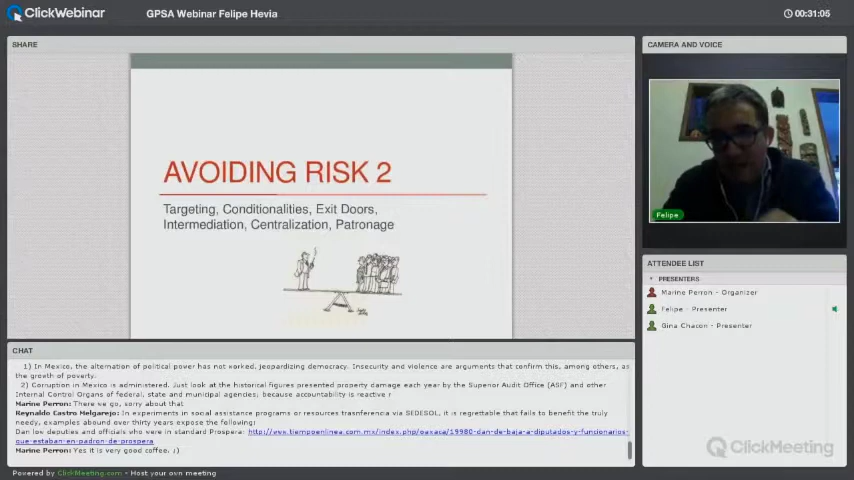 ClickWebinar
GPSA Webinar Felipe Hevia
00:31:05
SHARE
AVOIDING RISK 2
Targeting, Conditionalities, Exit Doors,
Intermediation, Centralization, Patronage
CAMERA AND VOICE
Felipe
ATTENDEE LIST
PRESENTERS
Marine Perron - Organizer
Felipe - Presenter
Gina Chacon - Presenter
CHAT
1) In Mexico, the alternation of political power has not worked, jeopardizing democracy. Insecurity and violence are arguments that confirm this, among others, as
the growth of poverty.
2) Corruption in Mexico is administered. Just look at the historical figures presented property damage each year by the Superior Audit Office (ASF) and other
Internal Control Organs of federal, state and municipal agencies; because accountability is reactive r
Marine Perron: There we go, sorry about that
Reynaldo Castro Melgarejo: In experiments in social assistance programs or resources trasnferencia via SEDESOL, it is regrettable that fails to benefit the truly
needy, examples abound over thirty years expose the following:
Dan los deputies and officials who were in standard Prospera: http://www.tiempoenlinea.com.mx/index.php/oaxaca/19980-dan-de-baja-a-diputados-y-funcionarios-
que-estaban-en-padron-de-prospera
Marine Perron: Yes it is very good coffee. ;)
ClickMeeting
Powered by ClickMeeting.com - Host your own meeting